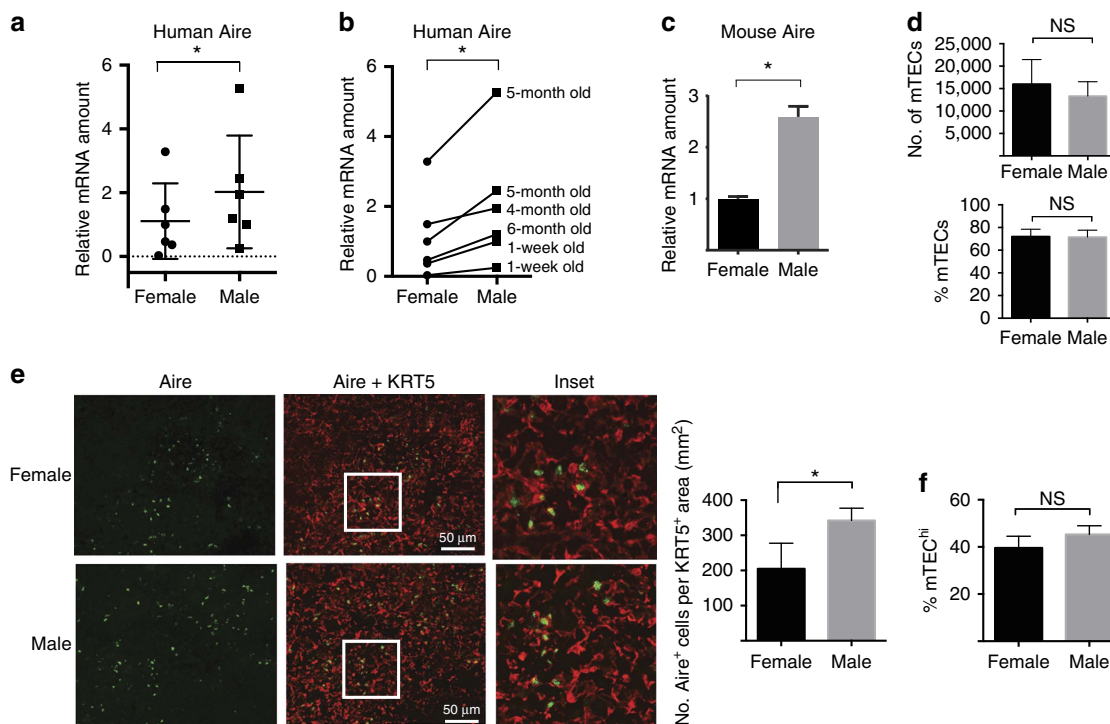 a
Human Aire
*
Relative mRNA amount
6
4
2
0
Female
Male
b
Human Aire
*
Relative mRNA amount
6
4
2
0
5-month old
5-month old
4-month old
6-month old
1-week old
1-week old
Female
Male
c
Mouse Aire
*
Relative mRNA amount
3
2
1
Female
Male
d
NS
No. of mTECs
25,000
20,000
15,000
10,000
5,000
Female
Male
NS
% mTECs
100
80
60
40
20
0
Female
Male
e
Aire
Aire + KRT5
Inset
Female
50 μm
Male
50 μm
No. Aire⁺ cells per KRT5⁺ area (mm²)
*
400
300
200
100
Female
Male
f
NS
% mTECʰⁱ
60
40
20
Female
Male